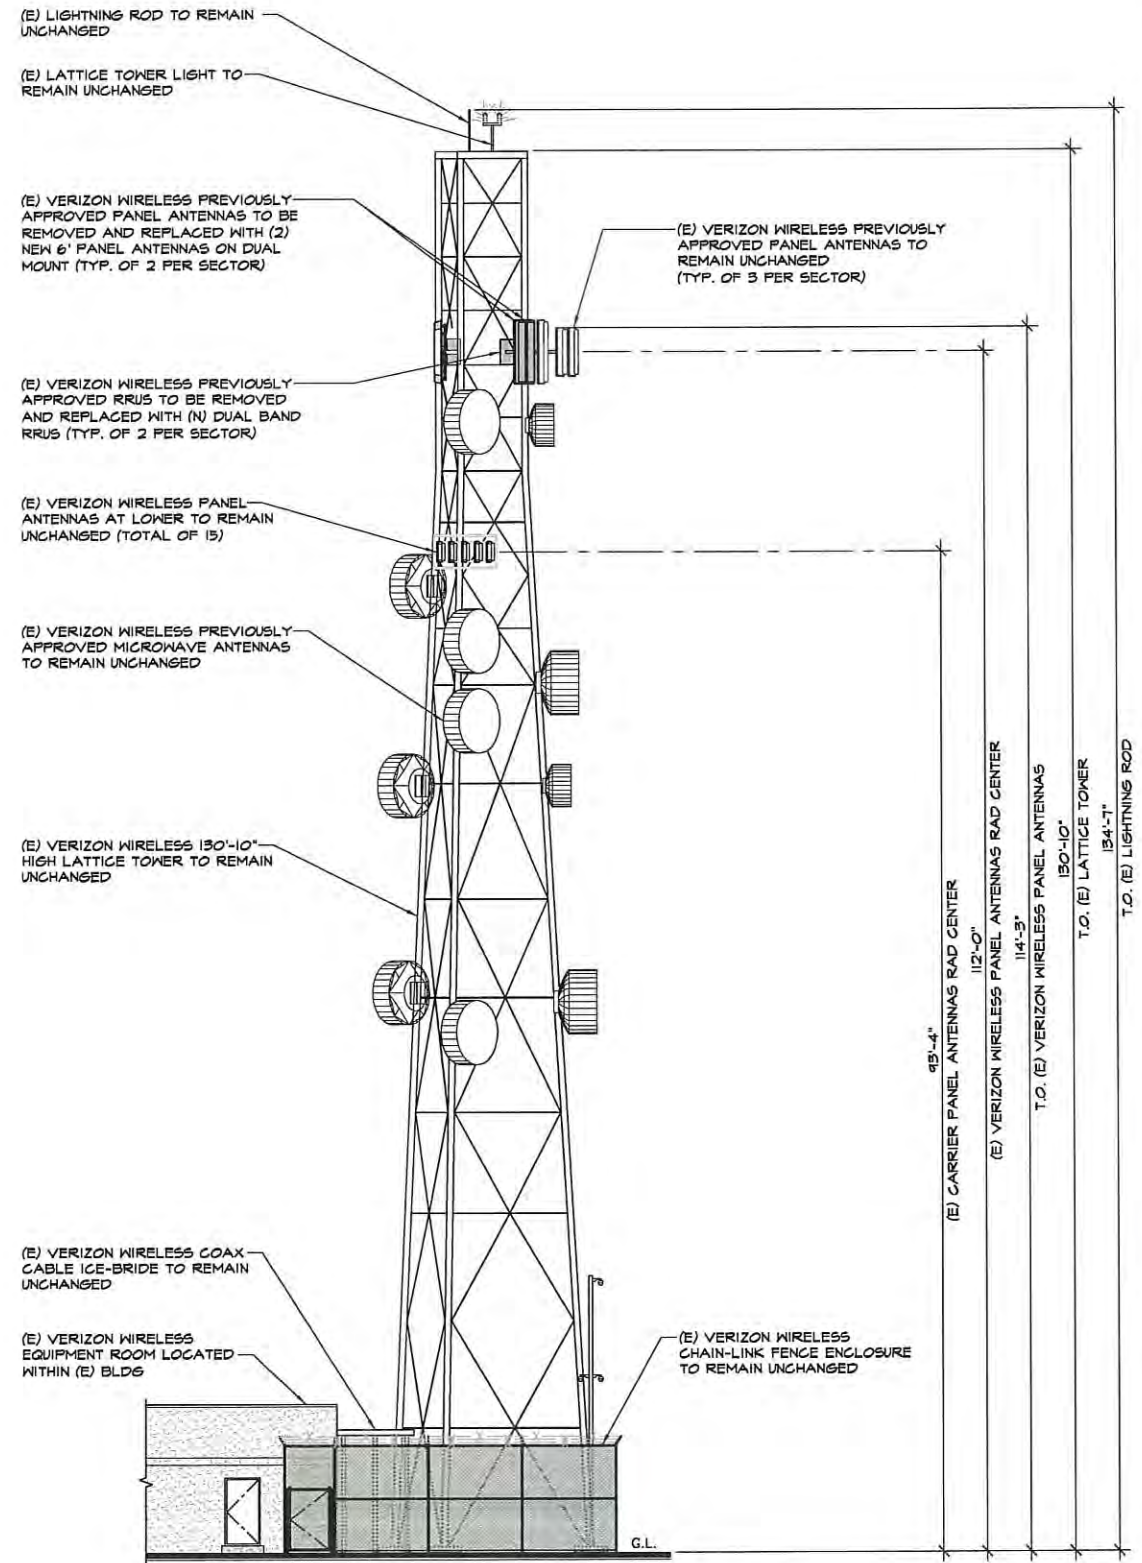 (E) LIGHTNING ROD TO REMAIN
UNCHANGED
(E) LATTICE TOWER LIGHT TO
REMAIN UNCHANGED
(E) VERIZON WIRELESS PREVIOUSLY
APPROVED PANEL ANTENNAS TO BE
REMOVED AND REPLACED WITH (2)
NEW 6' PANEL ANTENNAS ON DUAL
MOUNT (TYP. OF 2 PER SECTOR)
(E) VERIZON WIRELESS PREVIOUSLY
APPROVED PANEL ANTENNAS TO
REMAIN UNCHANGED
(TYP. OF 3 PER SECTOR)
(E) VERIZON WIRELESS PREVIOUSLY
APPROVED RRUS TO BE REMOVED
AND REPLACED WITH (N) DUAL BAND
RRUS (TYP. OF 2 PER SECTOR)
(E) VERIZON WIRELESS PANEL
ANTENNAS AT LOWER TO REMAIN
UNCHANGED (TOTAL OF 15)
(E) VERIZON WIRELESS PREVIOUSLY
APPROVED MICROWAVE ANTENNAS
TO REMAIN UNCHANGED
(E) VERIZON WIRELESS 130'-10"
HIGH LATTICE TOWER TO REMAIN
UNCHANGED
(E) VERIZON WIRELESS COAX
CABLE ICE-BRIDE TO REMAIN
UNCHANGED
(E) VERIZON WIRELESS
EQUIPMENT ROOM LOCATED
WITHIN (E) BLDG
(E) VERIZON WIRELESS
CHAIN-LINK FENCE ENCLOSURE
TO REMAIN UNCHANGED
G.L.
93'-4"
(E) CARRIER PANEL ANTENNAS RAD CENTER
112'-0"
(E) VERIZON WIRELESS PANEL ANTENNAS RAD CENTER
114'-3"
T.O. (E) VERIZON WIRELESS PANEL ANTENNAS
130'-10"
T.O. (E) LATTICE TOWER
134'-7"
T.O. (E) LIGHTNING ROD